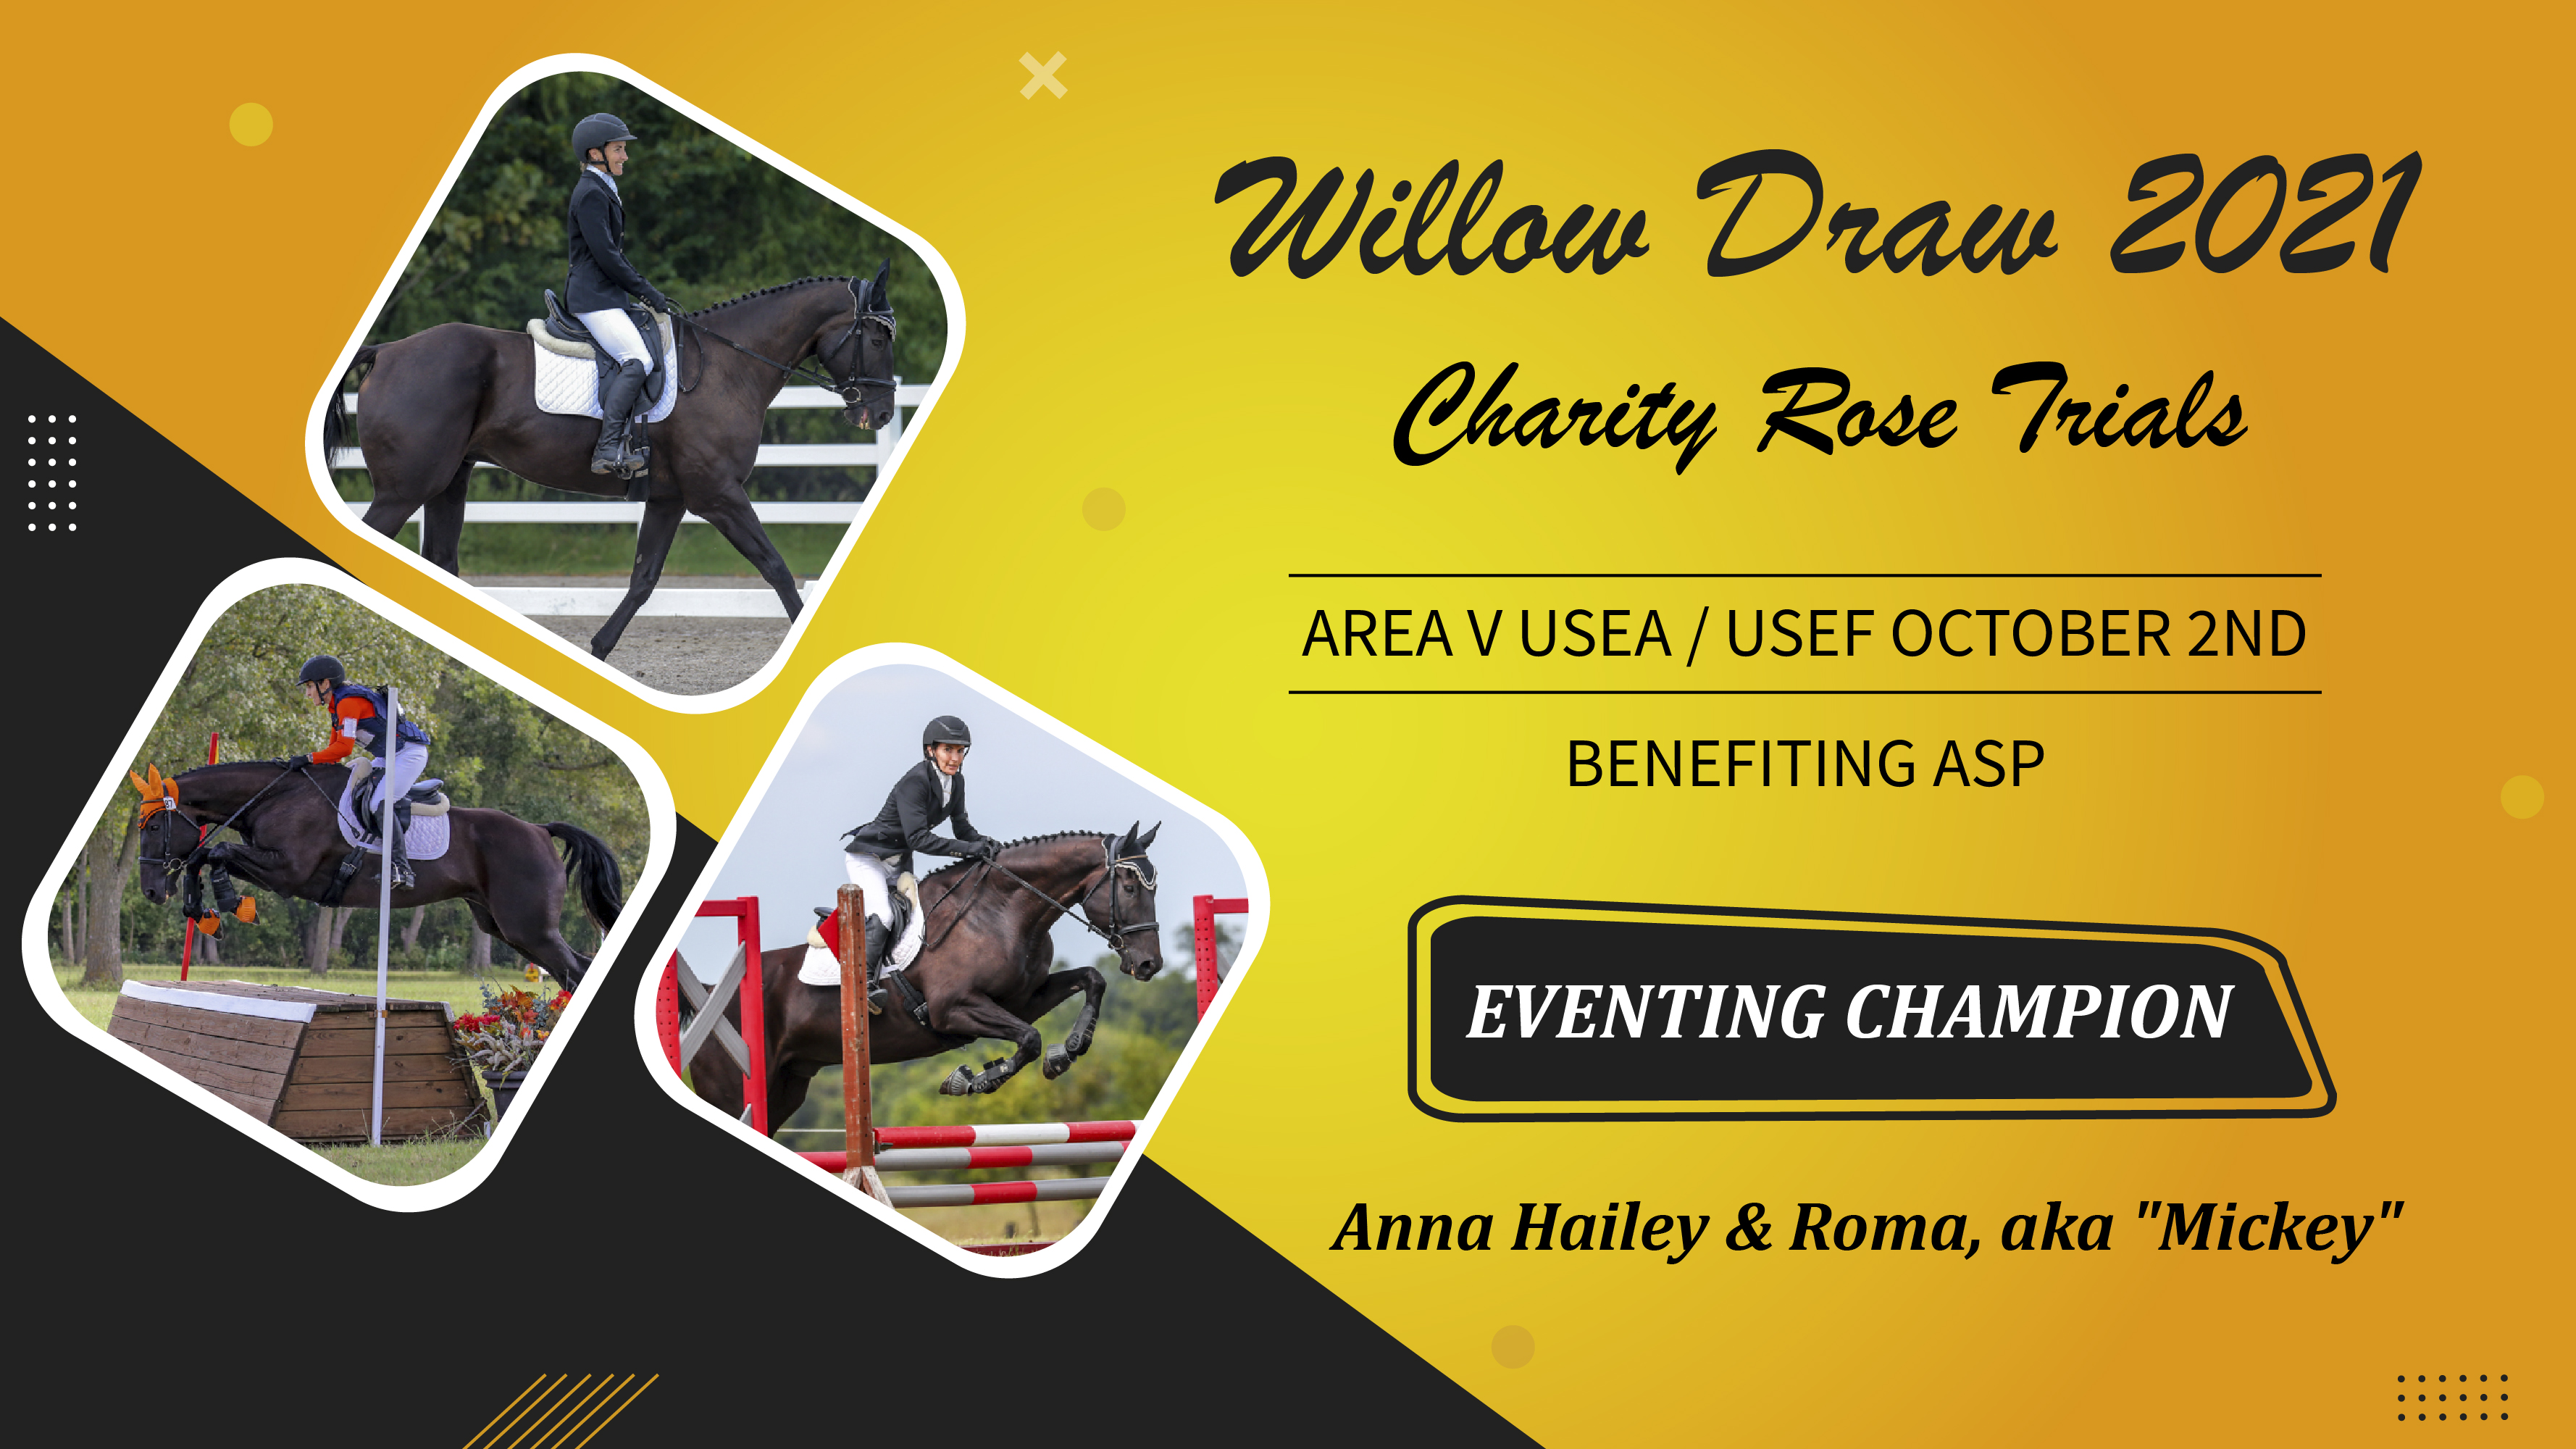 Willow Draw 2021
Charity Rose Trials
AREA V USEA / USEF OCTOBER 2ND
BENEFITING ASP
EVENTING CHAMPION
Anna Hailey & Roma, aka "Mickey"